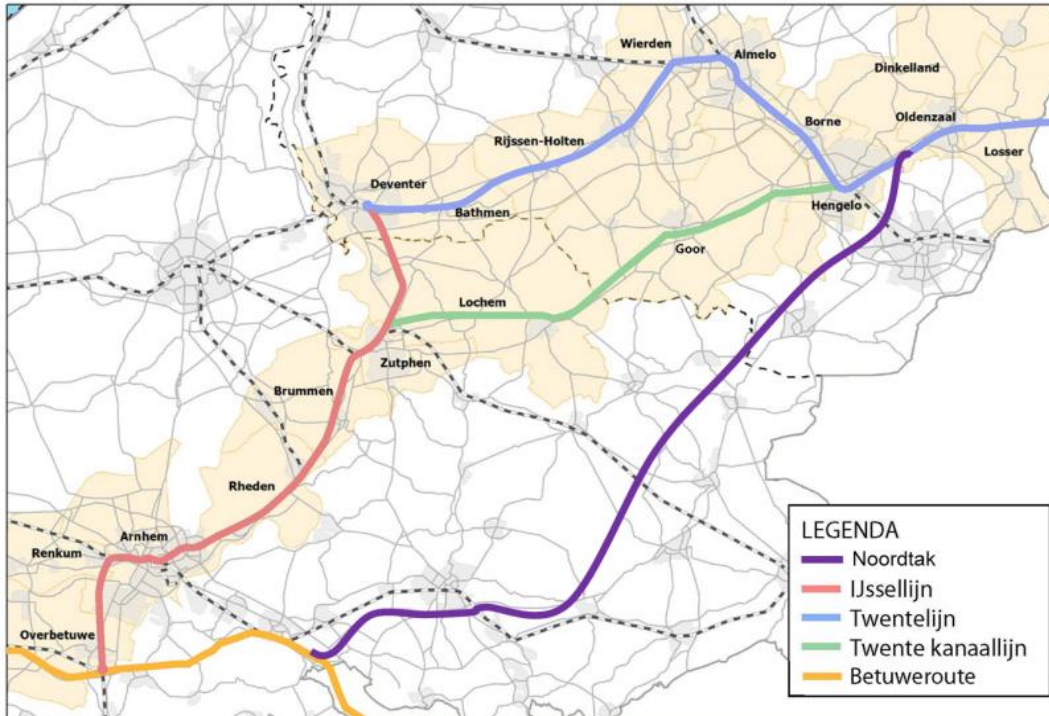 Wierden
Almelo
Dinkelland
Borne
Oldenzaal
Rijssen-Holten
Losser
Deventer
Bathmen
Hengelo
Goor
Lochem
Zutphen
Brummen
Rheden
Arnhem
Renkum
Overbetuwe
LEGENDA
Noordtak
IJssellijn
Twentelijn
Twente kanaallijn
Betuweroute